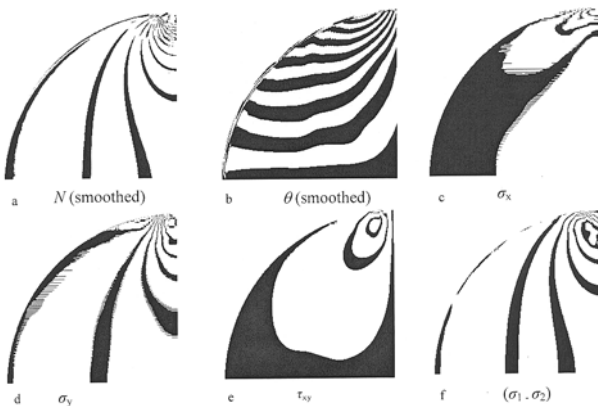 a N (smoothed)
b θ (smoothed)
c σx
d σy
e τxy
f (σ1 - σ2)